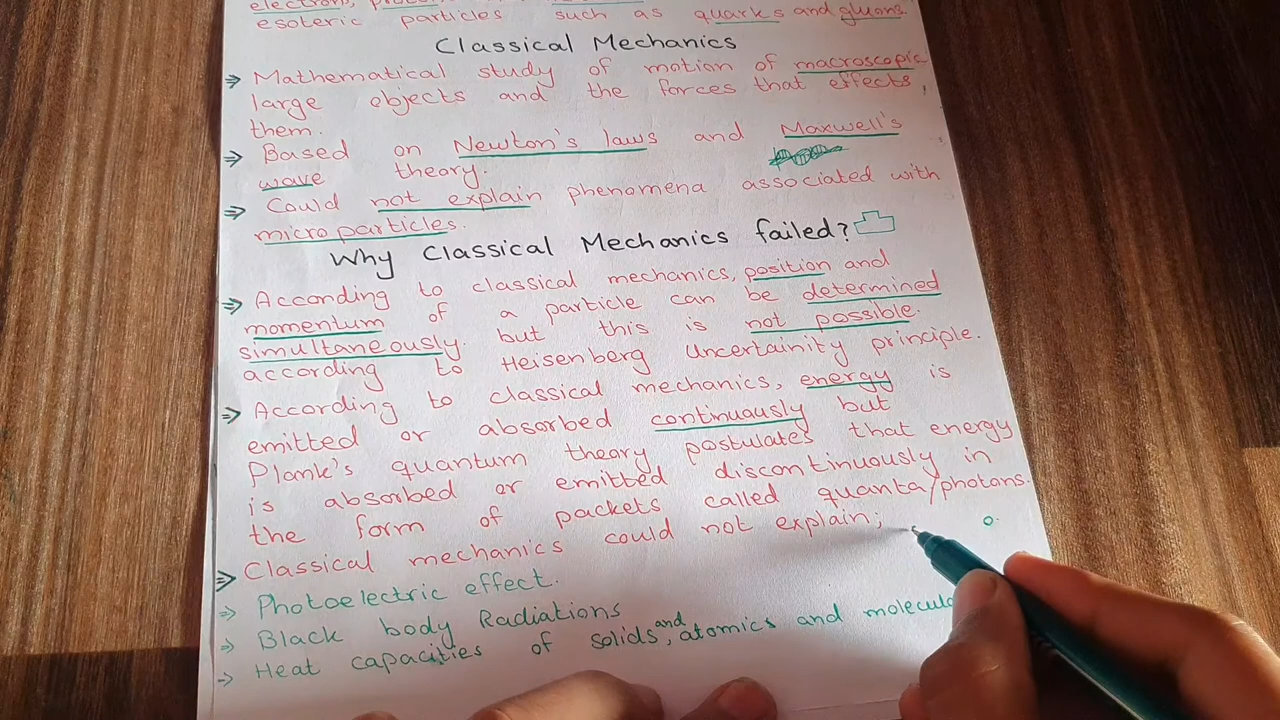 electron,
esoteric particles such as quarks and gluons.
Classical Mechanics
⇒ Mathematical study of motion of macroscopic
large objects and the forces that effects
them.
⇒ Based on Newton's laws and Maxwell's
wave theory.
⇒ Could not explain phenomena associated with
micro particles.
Why Classical Mechanics failed?
⇒ According to classical mechanics, position and
momentum of a particle can be determined
simultaneously. but this is not possible.
according to Heisenberg Uncertainity principle.
⇒ According to classical mechanics, energy is
emitted or absorbed continuously but
Plank's quantum theory postulates that energy
is absorbed or emitted discontinuously in
the form of packets called quanta/photons.
⇒ Classical mechanics could not explain;
⇒ Photoelectric effect.
⇒ Black body Radiations
⇒ Heat capacities of solids, and atomics and